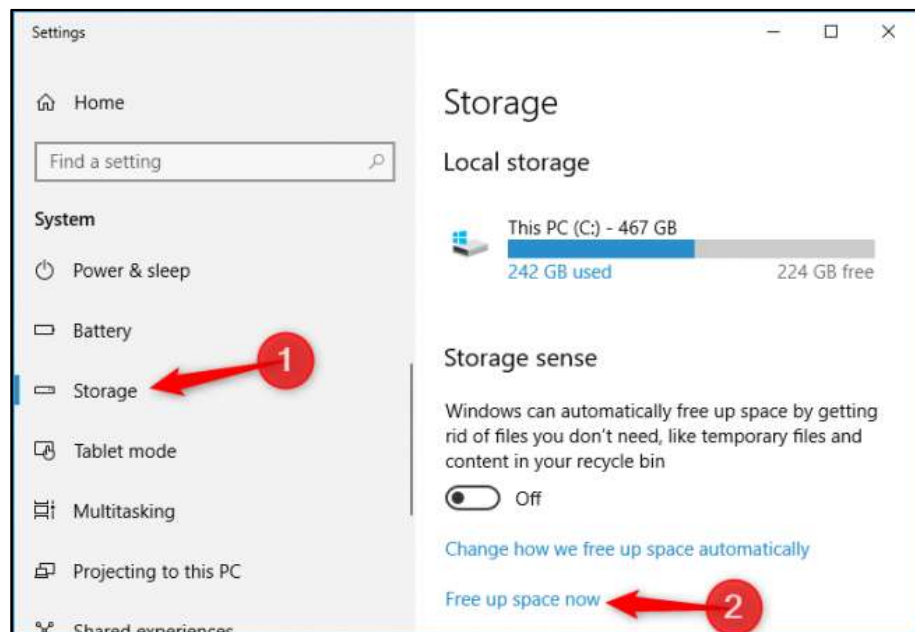 Settings
Home
Find a setting
System
Power & sleep
Battery
Storage
Tablet mode
Multitasking
Projecting to this PC
Shared experiences
1
Storage
Local storage
This PC (C:) - 467 GB
242 GB used 224 GB free
Storage sense
Windows can automatically free up space by getting
rid of files you don't need, like temporary files and
content in your recycle bin
Off
Change how we free up space automatically
Free up space now
2